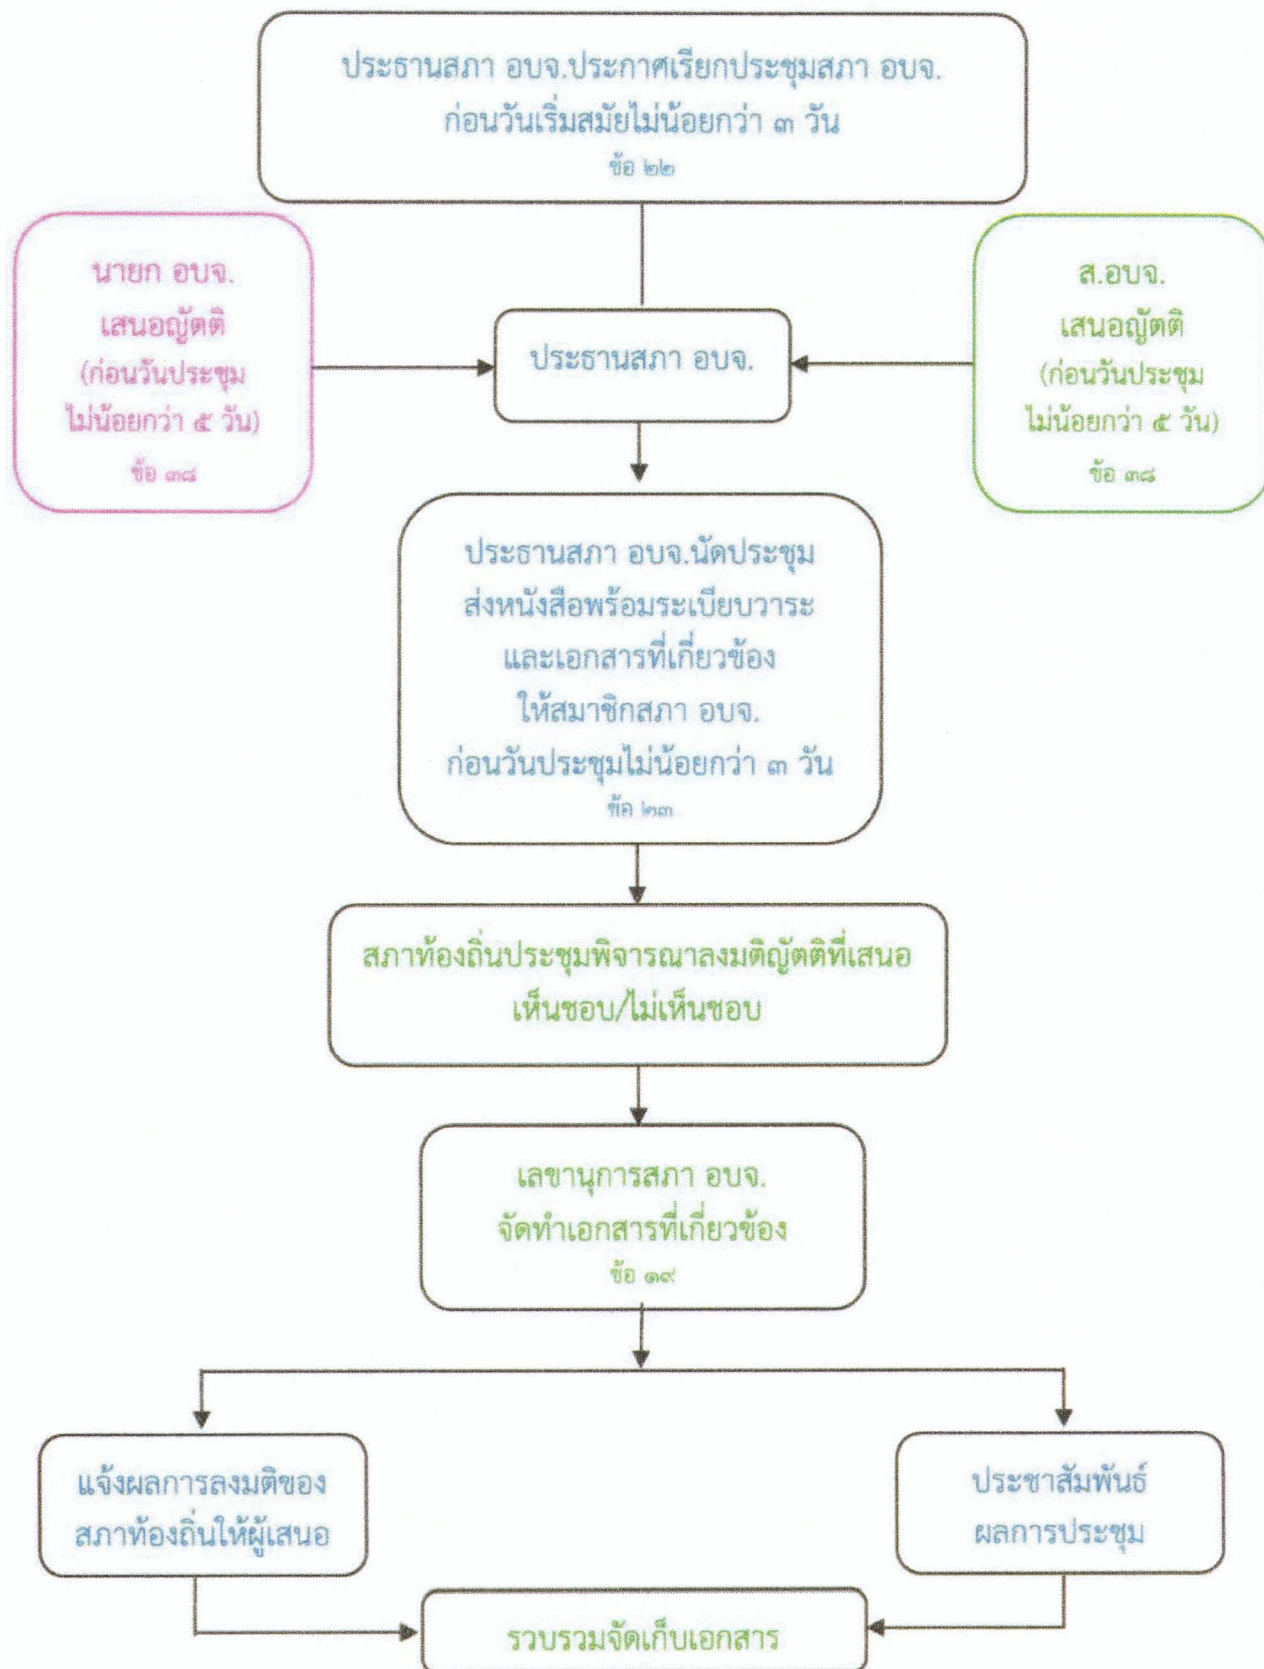 ประธานสภา อบจ.ประกาศเรียกประชุมสภา อบจ.
ก่อนวันเริ่มสมัยไม่น้อยกว่า ๓ วัน
ข้อ ๒๒
นายก อบจ.
เสนอญัตติ
(ก่อนวันประชุม
ไม่น้อยกว่า ๕ วัน)
ข้อ ๓๘
ประธานสภา อบจ.
ส.อบจ.
เสนอญัตติ
(ก่อนวันประชุม
ไม่น้อยกว่า ๕ วัน)
ข้อ ๓๘
ประธานสภา อบจ.นัดประชุม
ส่งหนังสือพร้อมระเบียบวาระ
และเอกสารที่เกี่ยวข้อง
ให้สมาชิกสภา อบจ.
ก่อนวันประชุมไม่น้อยกว่า ๓ วัน
ข้อ ๒๓
สภาท้องถิ่นประชุมพิจารณาลงมติญัตติที่เสนอ
เห็นชอบ/ไม่เห็นชอบ
เลขานุการสภา อบจ.
จัดทำเอกสารที่เกี่ยวข้อง
ข้อ ๑๙
แจ้งผลการลงมติของ
สภาท้องถิ่นให้ผู้เสนอ
ประชาสัมพันธ์
ผลการประชุม
รวบรวมจัดเก็บเอกสาร